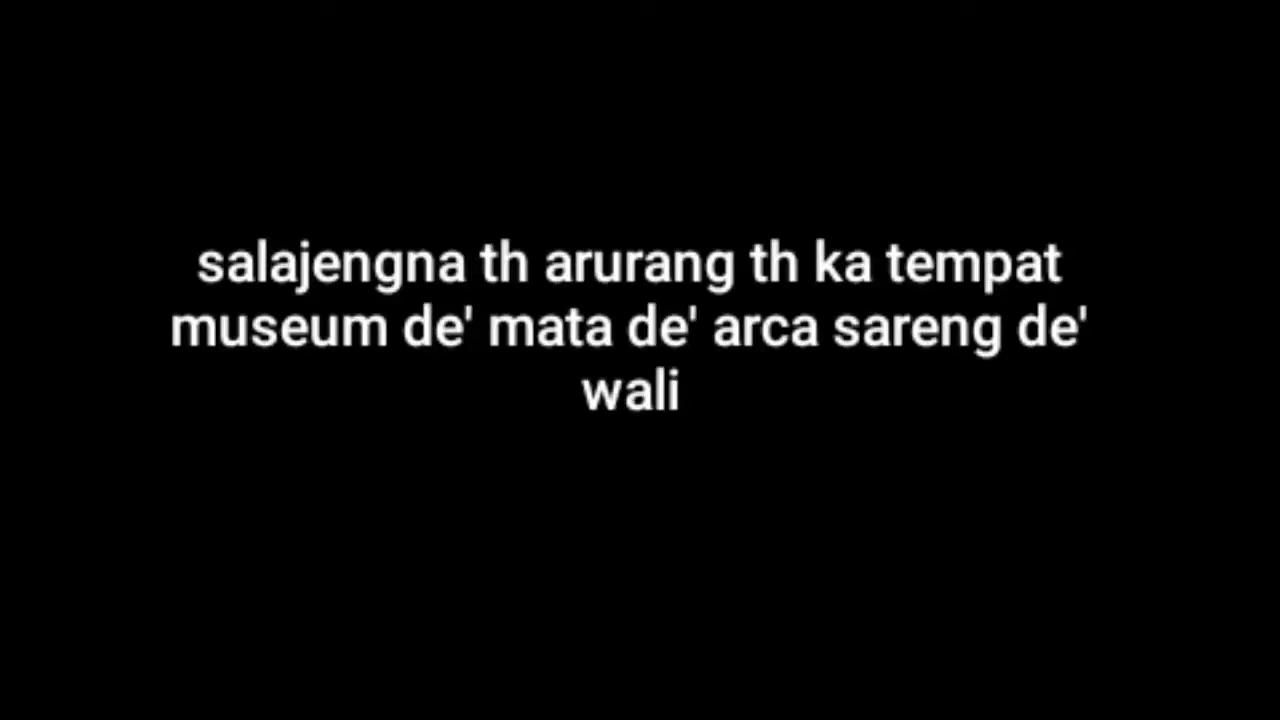 salajengna th arurang th ka tempat
museum de' mata de' arca sareng de'
wali